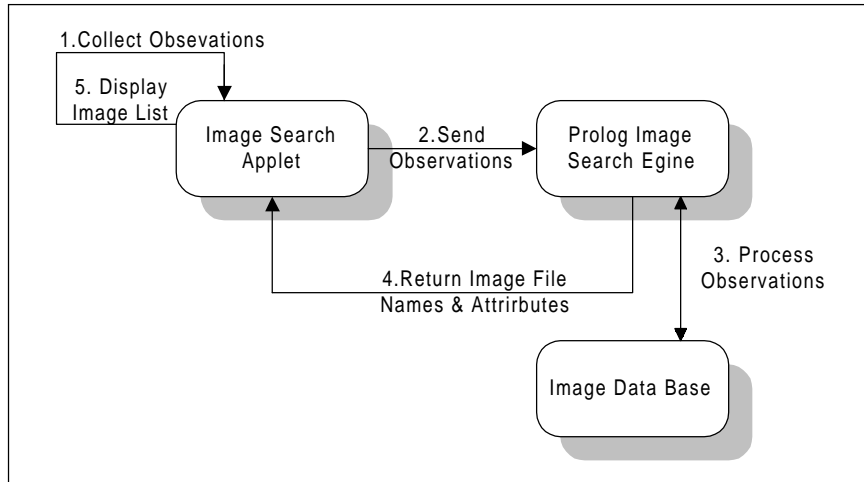 1.Collect Obsevations
5. Display
Image List
Image Search
Applet
2.Send
Observations
Prolog Image
Search Egine
3. Process
Observations
4.Return Image File
Names & Attrirbutes
Image Data Base